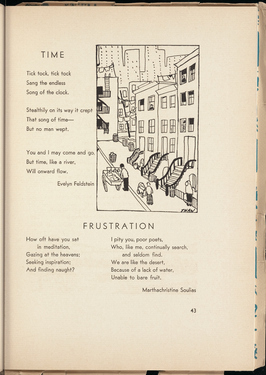 TIME
Tick tock, tick tock
Sang the endless
Song of the clock.
Stealthily on its way it crept
That song of time—
But no man wept.
You and I may come and go,
But time, like a river,
Will onward flow.
Evelyn Feldstein
FRUSTRATION
How oft have you sat
in meditation,
Gazing at the heavens;
Seeking inspiration;
And finding naught?
I pity you, poor poets,
Who, like me, continually search,
and seldom find.
We are like the desert,
Because of a lack of water,
Unable to bare fruit.
Marthachristine Soulias
43